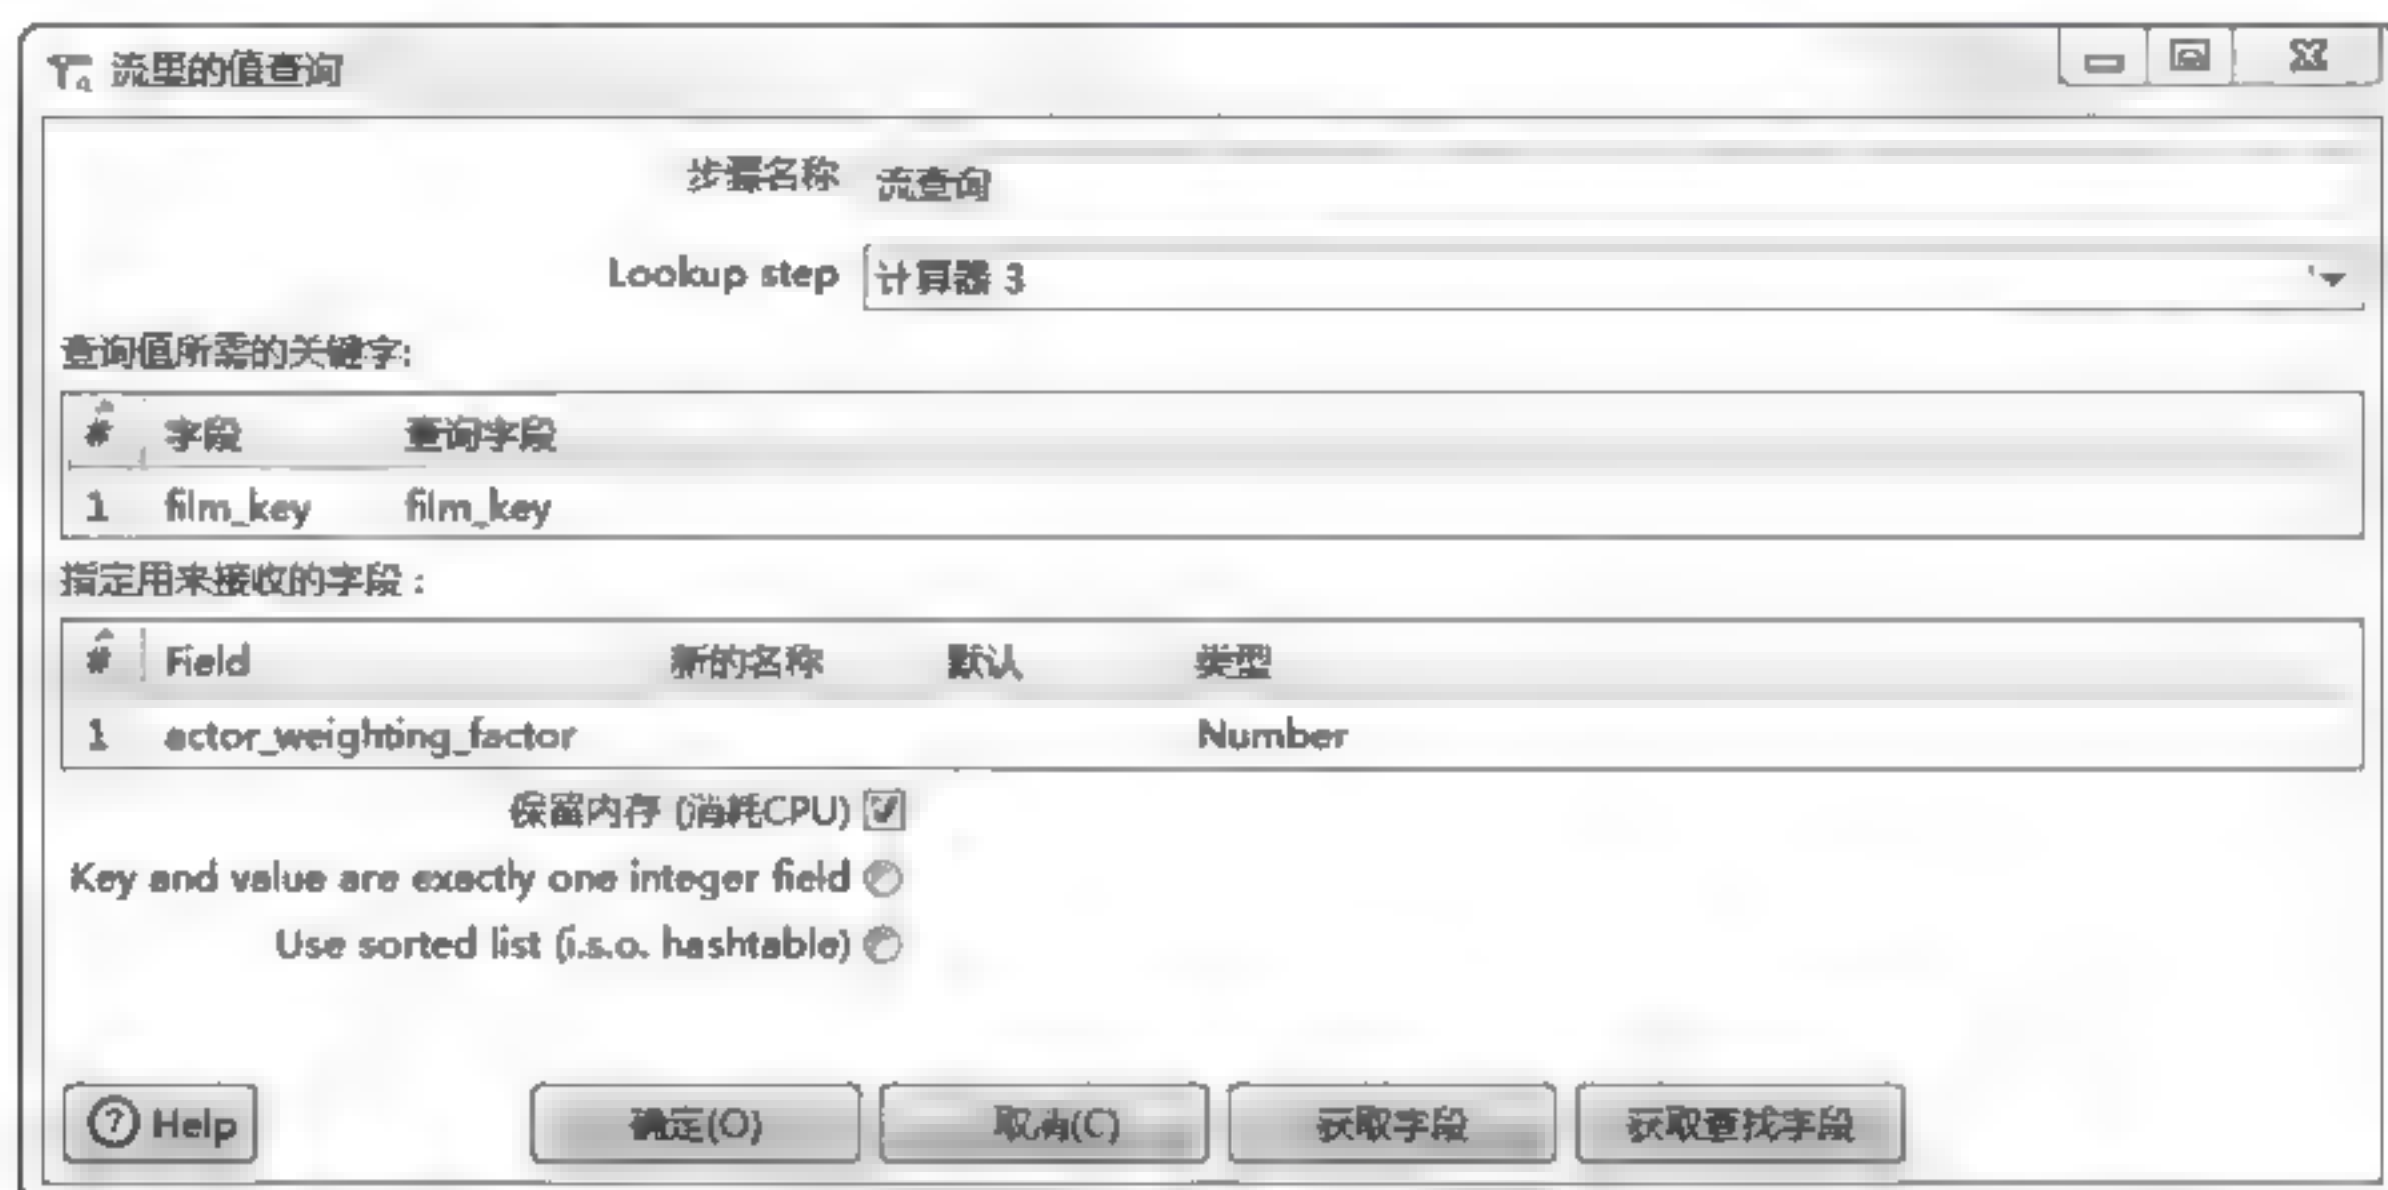 流里的值查询
步骤名称 流查询
Lookup step 计算器 3
查询值所需的关键字:
# 字段 查询字段
1 film_key film_key
指定用来接收的字段 :
# Field 新的名称 默认 类型
1 actor_weighting_factor Number
保留内存 (消耗CPU)
Key and value are exactly one integer field
Use sorted list (i.s.o. hashtable)
Help 确定(O) 取消(C) 获取字段 获取查找字段